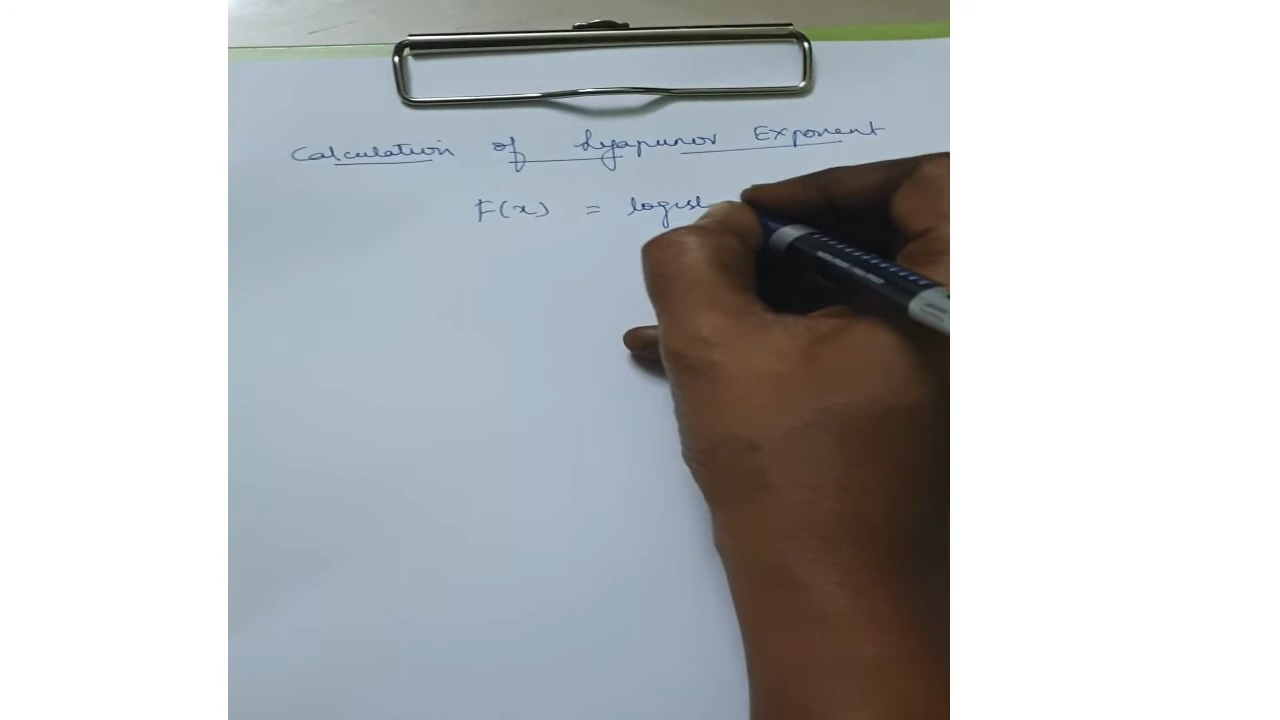 Calculation of Lyapunov Exponent
F(x) = logist